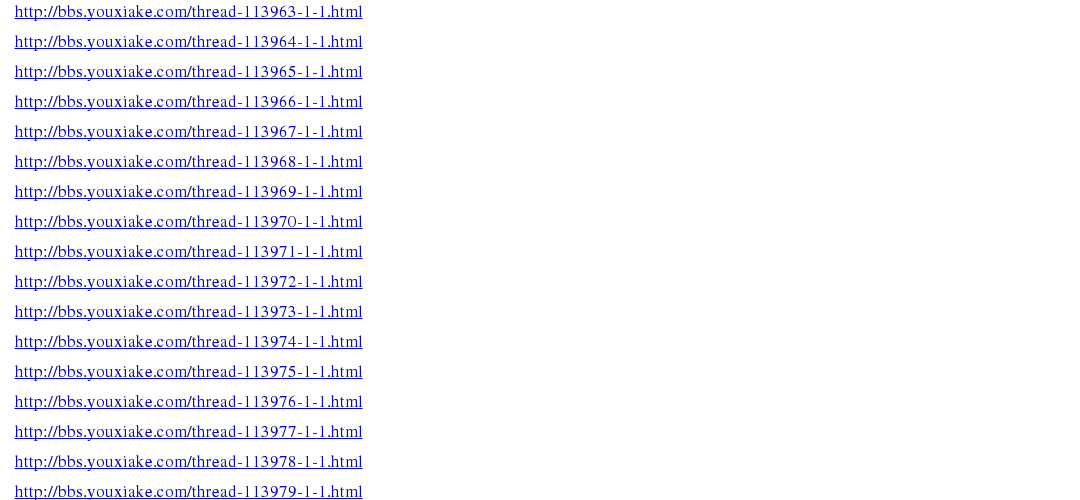 http://bbs.youxiake.com/thread-113963-1-1.html
http://bbs.youxiake.com/thread-113964-1-1.html
http://bbs.youxiake.com/thread-113965-1-1.html
http://bbs.youxiake.com/thread-113966-1-1.html
http://bbs.youxiake.com/thread-113967-1-1.html
http://bbs.youxiake.com/thread-113968-1-1.html
http://bbs.youxiake.com/thread-113969-1-1.html
http://bbs.youxiake.com/thread-113970-1-1.html
http://bbs.youxiake.com/thread-113971-1-1.html
http://bbs.youxiake.com/thread-113972-1-1.html
http://bbs.youxiake.com/thread-113973-1-1.html
http://bbs.youxiake.com/thread-113974-1-1.html
http://bbs.youxiake.com/thread-113975-1-1.html
http://bbs.youxiake.com/thread-113976-1-1.html
http://bbs.youxiake.com/thread-113977-1-1.html
http://bbs.youxiake.com/thread-113978-1-1.html
http://bbs.youxiake.com/thread-113979-1-1.html